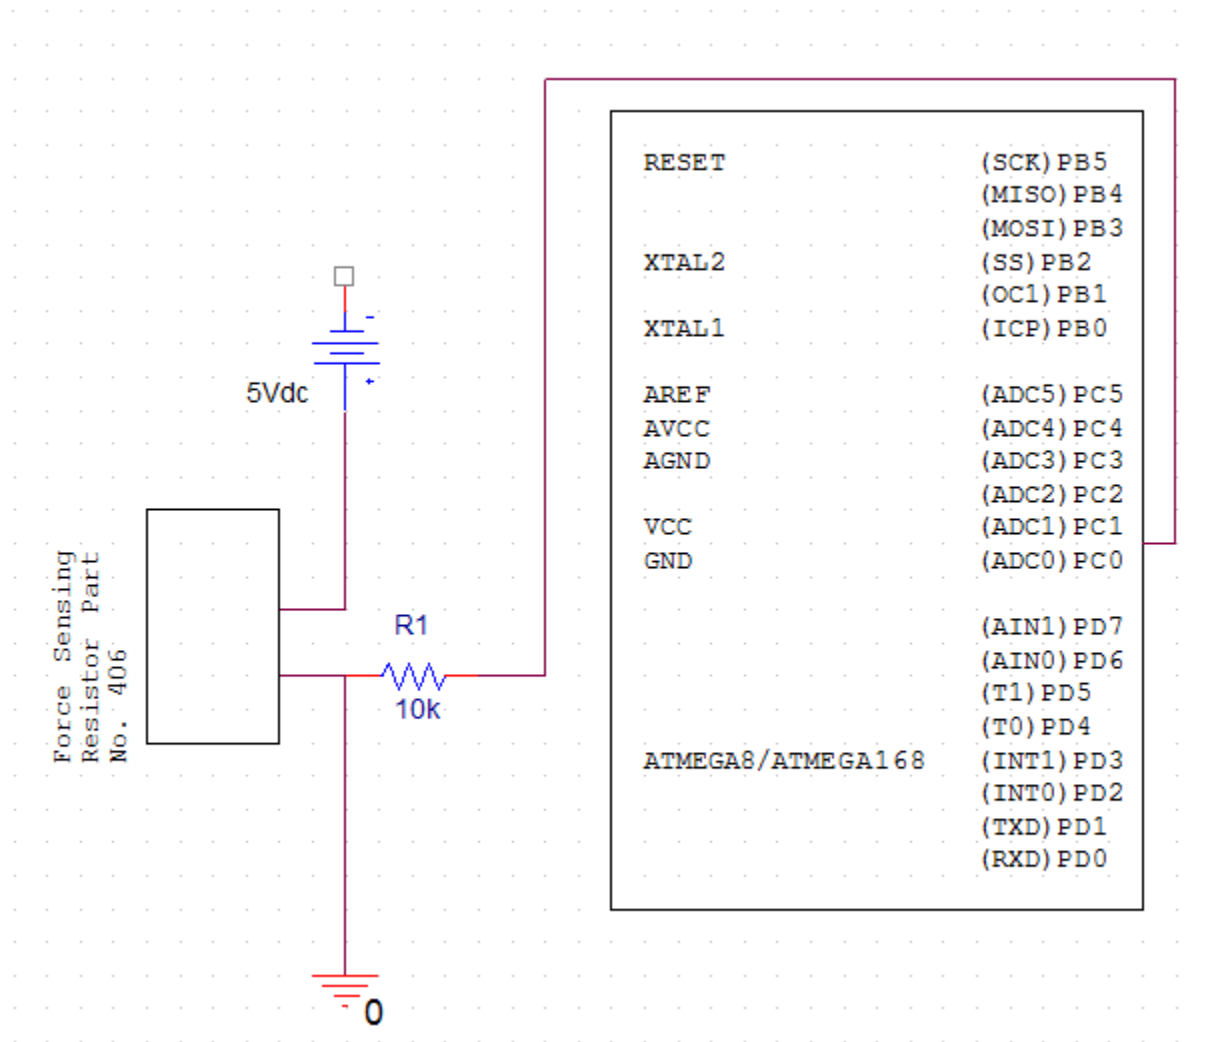 RESET
(SCK)PB5
(MISO)PB4
(MOSI)PB3
XTAL2
(SS)PB2
(OC1)PB1
XTAL1
(ICP)PB0
-
+
5Vdc
AREF
(ADC5)PC5
AVCC
(ADC4)PC4
AGND
(ADC3)PC3
(ADC2)PC2
VCC
(ADC1)PC1
GND
(ADC0)PC0
Force Sensing
Resistor Part
No. 406
R1
10k
(AIN1)PD7
(AIN0)PD6
(T1)PD5
(T0)PD4
ATMEGA8/ATMEGA168
(INT1)PD3
(INT0)PD2
(TXD)PD1
(RXD)PD0
0